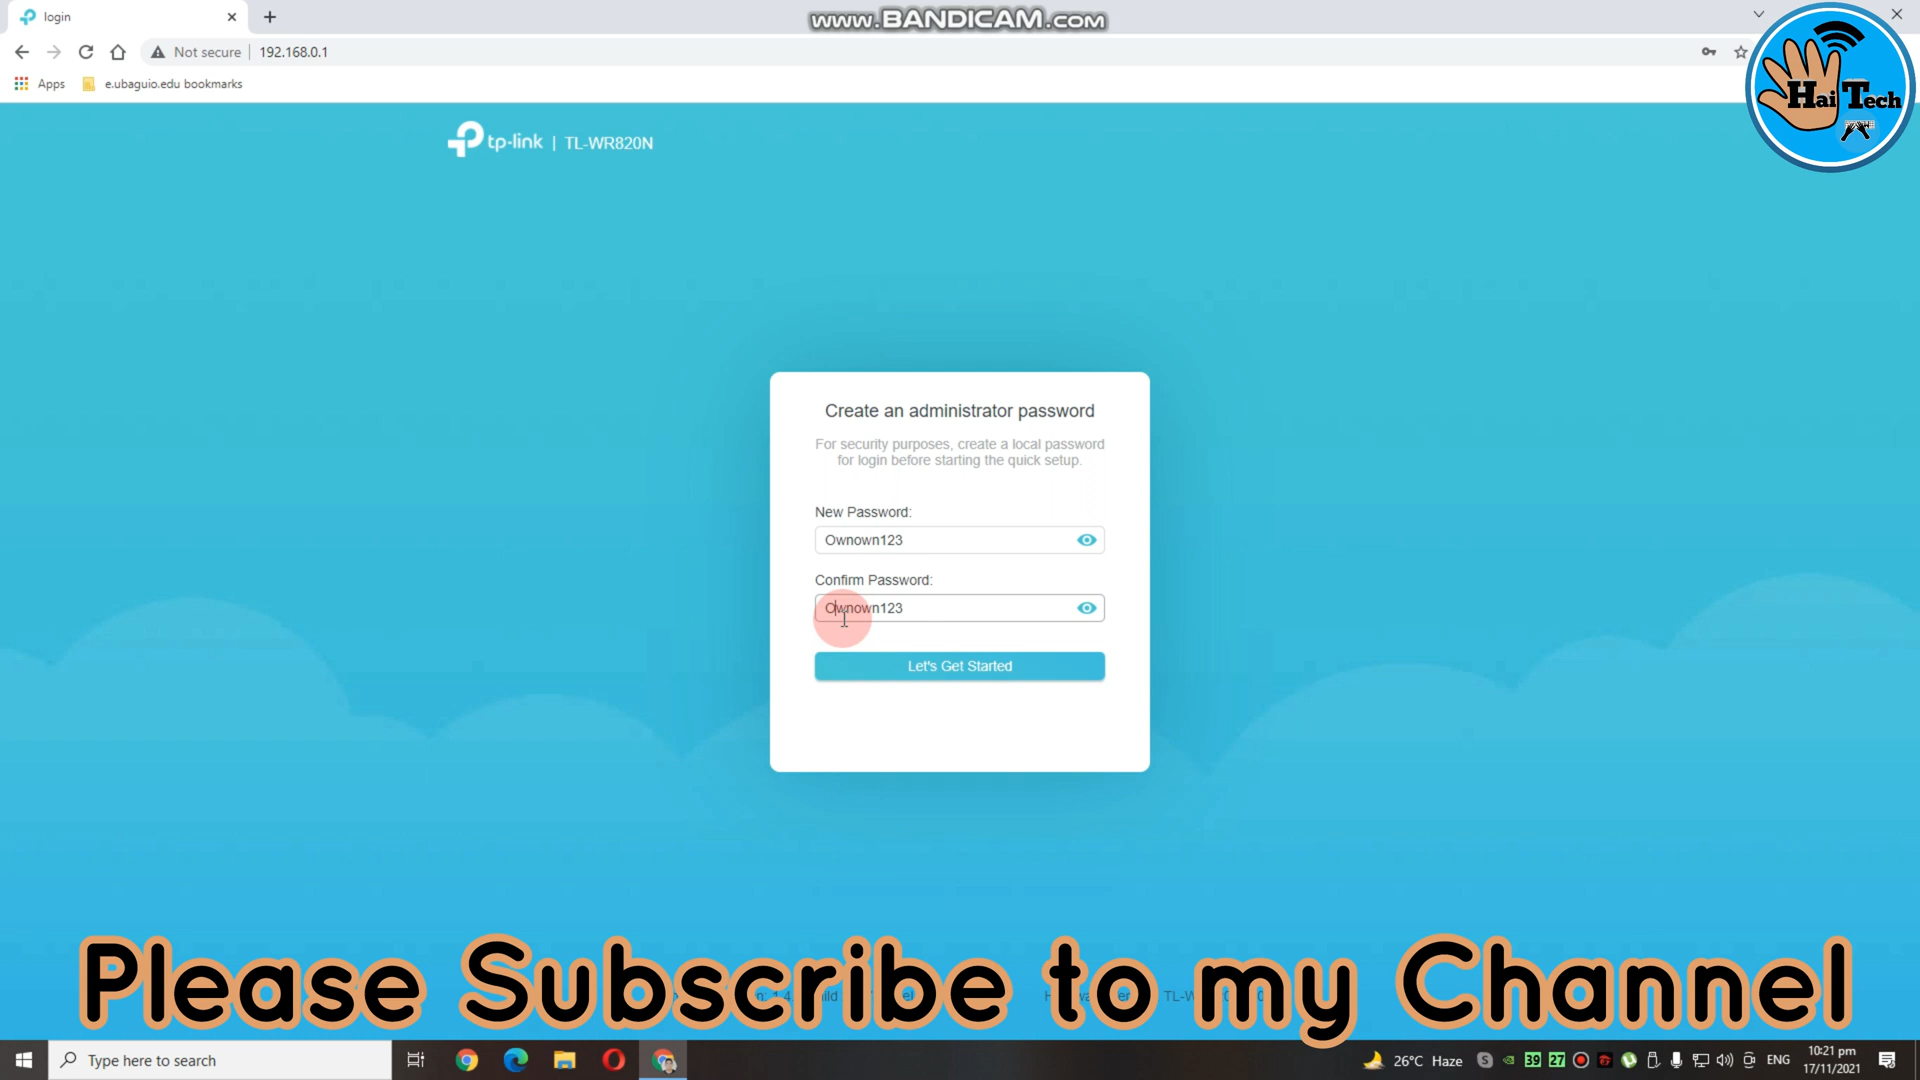 login
www.BANDICAM.com
Not secure
192.168.0.1
Apps
e.ubaguio.edu bookmarks
Hai Tech
tp-link | TL-WR820N
Create an administrator password
For security purposes, create a local password
for login before starting the quick setup.
New Password:
Ownown123
Confirm Password:
Ownown123
Let's Get Started
Please Subscribe to my Channel
Type here to search
26°C Haze
39
27
ENG
10:21 pm
17/11/2021